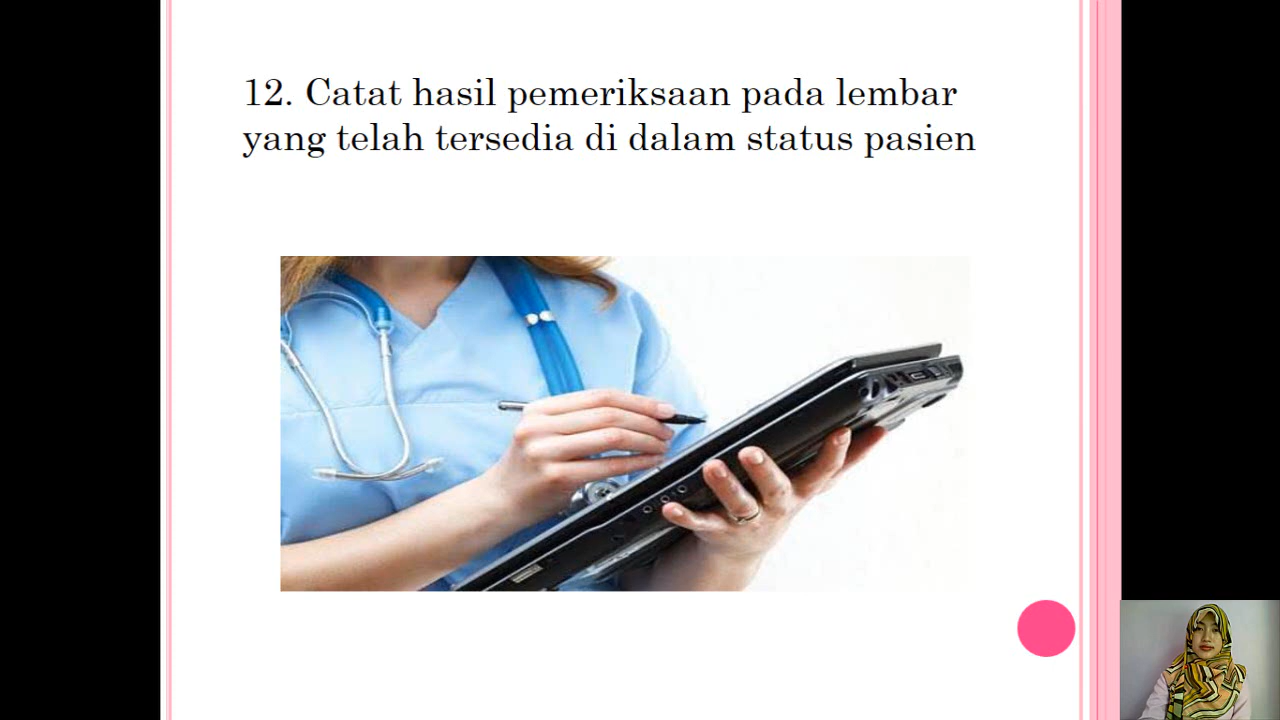 12. Catat hasil pemeriksaan pada lembar
yang telah tersedia di dalam status pasien